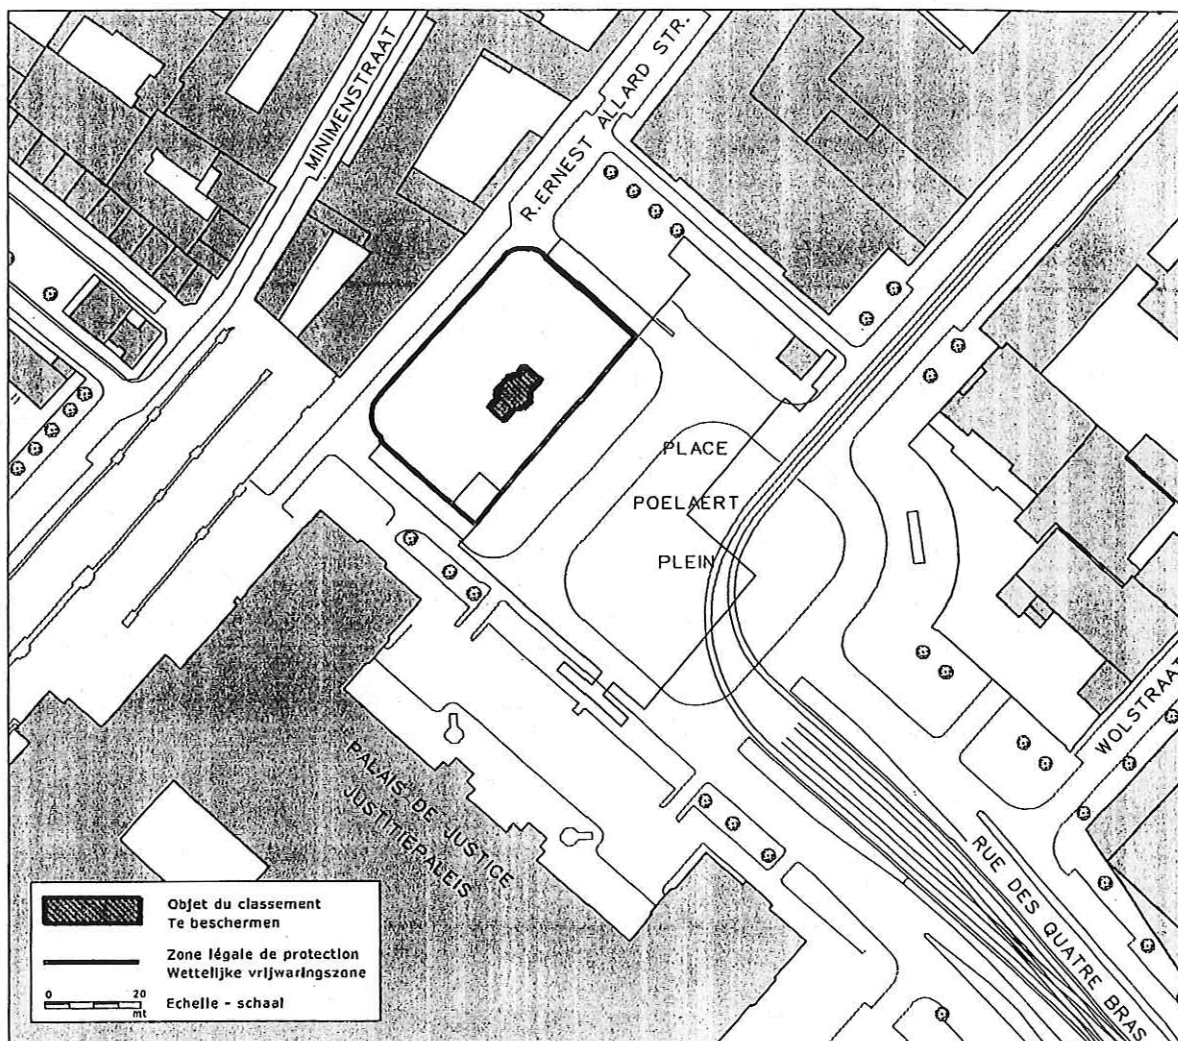 MINIMENSTRAAT
R. ERNEST ALLARD STR.
PLACE
POELAERT
PLEIN
WOLSTRAAT
PALAIS DE JUSTICE
JUSTITIEPALEIS
RUE DES QUATRE BRAS
Objet du classement
Te beschermen
Zone légale de protection
Wettelijke vrijwaringszone
0 20
mt
Echelle - schaal